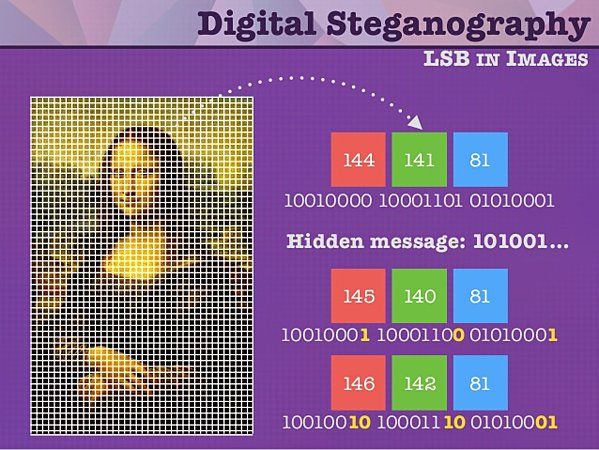 Digital Steganography
LSB IN IMAGES
144 141 81
10010000 10001101 01010001
Hidden message: 101001...
145 140 81
10010001 10001100 01010001
146 142 81
10010010 10001110 01010001